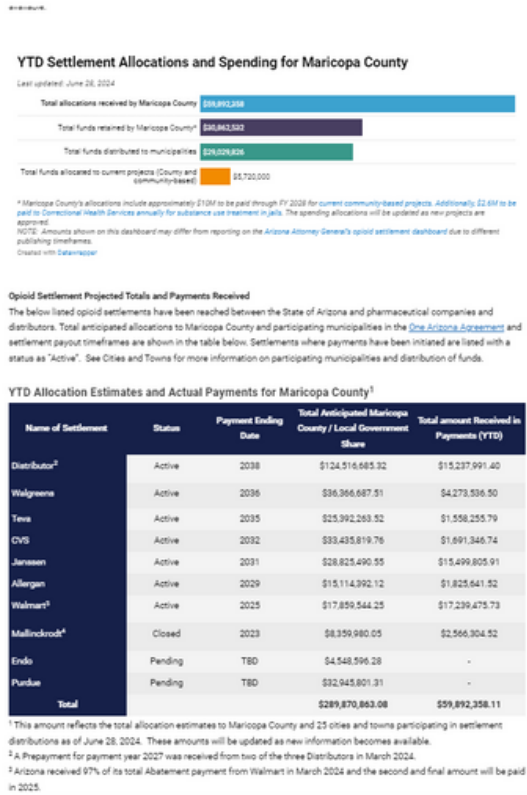 YTD Settlement Allocations and Spending for Maricopa County
Last updated: June 28, 2024
Total allocations received by Maricopa County $59,892,358
Total funds retained by Maricopa County* $30,862,532
Total funds distributed to municipalities $29,029,826
Total funds allocated to current projects (County and
community-based) $5,720,000
* Maricopa County's allocations include approximately $10M to be paid through FY 2028 for current community-based projects. Additionally, $2.6M to be
paid to Correctional Health Services annually for substance use treatment in jails. The spending allocations will be updated as new projects are
approved.
NOTE: Amounts shown on this dashboard may differ from reporting on the Arizona Attorney General's opioid settlement dashboard due to different
publishing timeframes.
Created with Datawrapper
Opioid Settlement Projected Totals and Payments Received
The below listed opioid settlements have been reached between the State of Arizona and pharmaceutical companies and
distributors. Total anticipated allocations to Maricopa County and participating municipalities in the One Arizona Agreement and
settlement payout timeframes are shown in the table below. Settlements where payments have been initiated are listed with a
status as "Active". See Cities and Towns for more information on participating municipalities and distribution of funds.
YTD Allocation Estimates and Actual Payments for Maricopa County¹
Name of Settlement Status Payment Ending Date Total Anticipated Maricopa County / Local Government Share Total amount Received in Payments (YTD)
Distributor² Active 2038 $124,516,685.32 $15,237,991.40
Walgreens Active 2036 $36,366,687.51 $4,273,536.50
Teva Active 2035 $25,392,263.52 $1,558,255.79
CVS Active 2032 $33,435,819.76 $1,691,346.74
Janssen Active 2031 $28,825,490.55 $15,499,805.91
Allergan Active 2029 $15,114,392.12 $1,825,641.52
Walmart³ Active 2025 $17,859,544.25 $17,239,475.73
Mallinckrodt⁴ Closed 2023 $8,359,980.05 $2,566,304.52
Endo Pending TBD $4,548,596.28 -
Purdue Pending TBD $32,945,801.31 -
Total $289,870,863.08 $59,892,358.11
¹ This amount reflects the total allocation estimates to Maricopa County and 25 cities and towns participating in settlement
distributions as of June 28, 2024. These amounts will be updated as new information becomes available.
² A Prepayment for payment year 2027 was received from two of the three Distributors in March 2024.
³ Arizona received 97% of its total Abatement payment from Walmart in March 2024 and the second and final amount will be paid
in 2025.